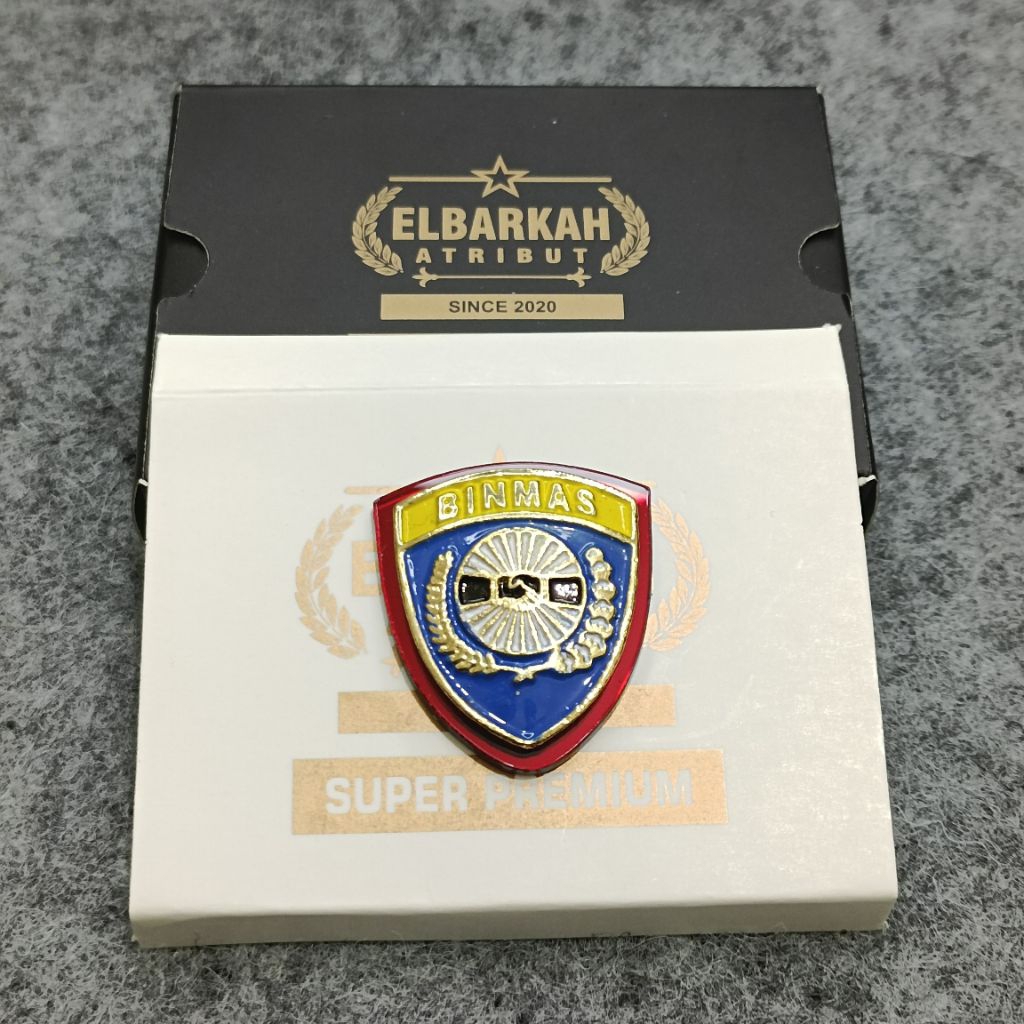 ELBARKAH
ATRIBUT
SINCE 2020
BINMAS
SUPER PREMIUM